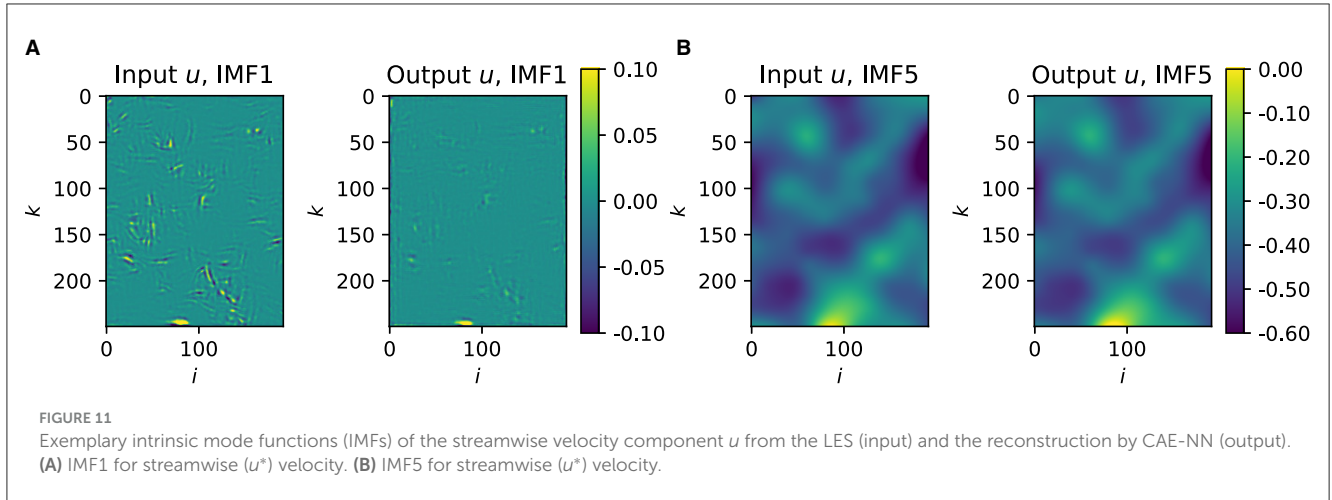 A
B
Input u, IMF1
Output u, IMF1
Input u, IMF5
Output u, IMF5
0
50
100
150
200
k
0
100
i
0
50
100
150
200
k
0
100
i
0.10
0.05
0.00
-0.05
-0.10
0
50
100
150
200
k
0
100
i
0
50
100
150
200
k
0
100
i
0.00
-0.10
-0.20
-0.30
-0.40
-0.50
-0.60
FIGURE 11
Exemplary intrinsic mode functions (IMFs) of the streamwise velocity component u from the LES (input) and the reconstruction by CAE-NN (output).
(A) IMF1 for streamwise (u*) velocity. (B) IMF5 for streamwise (u*) velocity.